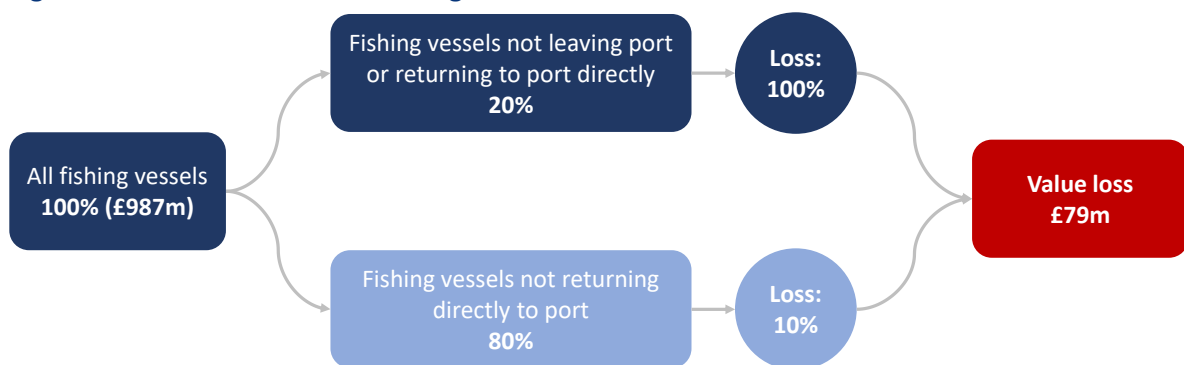 Fishing vessels not leaving port
or returning to port directly
20%
Loss:
100%
All fishing vessels
100% (£987m)
Value loss
£79m
Fishing vessels not returning
directly to port
80%
Loss:
10%